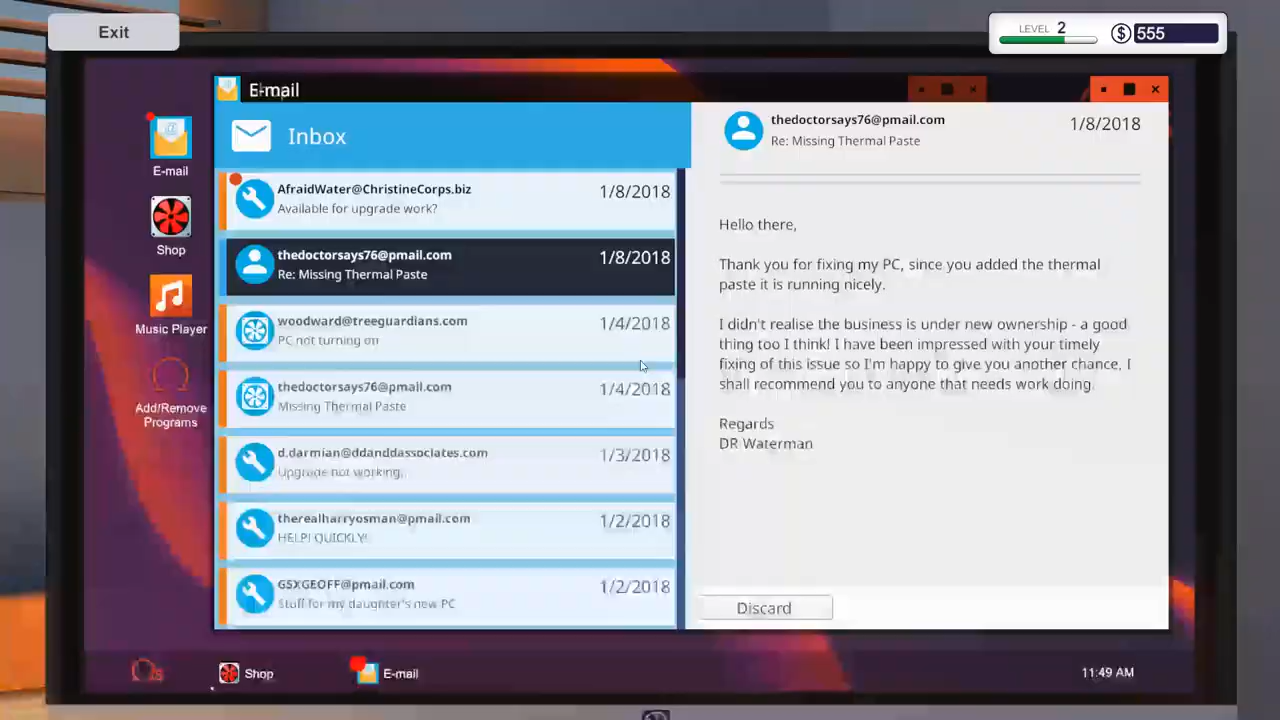 Exit
LEVEL 2
$ 555
E-mail
E-mail
Shop
Music Player
Add/Remove
Programs
Inbox
AfraidWater@ChristineCorps.biz 1/8/2018
Available for upgrade work?
thedoctorsays76@pmail.com 1/8/2018
Re: Missing Thermal Paste
woodward@treeguardians.com 1/4/2018
PC not turning on
thedoctorsays76@pmail.com 1/4/2018
Missing Thermal Paste
d.darmian@ddanddassociates.com 1/3/2018
Upgrade not working.
therealharryosman@pmail.com 1/2/2018
HELP! QUICKLY!
G5XGEOFF@pmail.com 1/2/2018
Stuff for my daughter's new PC
thedoctorsays76@pmail.com 1/8/2018
Re: Missing Thermal Paste
Hello there,
Thank you for fixing my PC, since you added the thermal
paste it is running nicely.
I didn't realise the business is under new ownership - a good
thing too I think! I have been impressed with your timely
fixing of this issue so I'm happy to give you another chance, I
shall recommend you to anyone that needs work doing.
Regards
DR Waterman
Discard
Shop
E-mail
11:49 AM